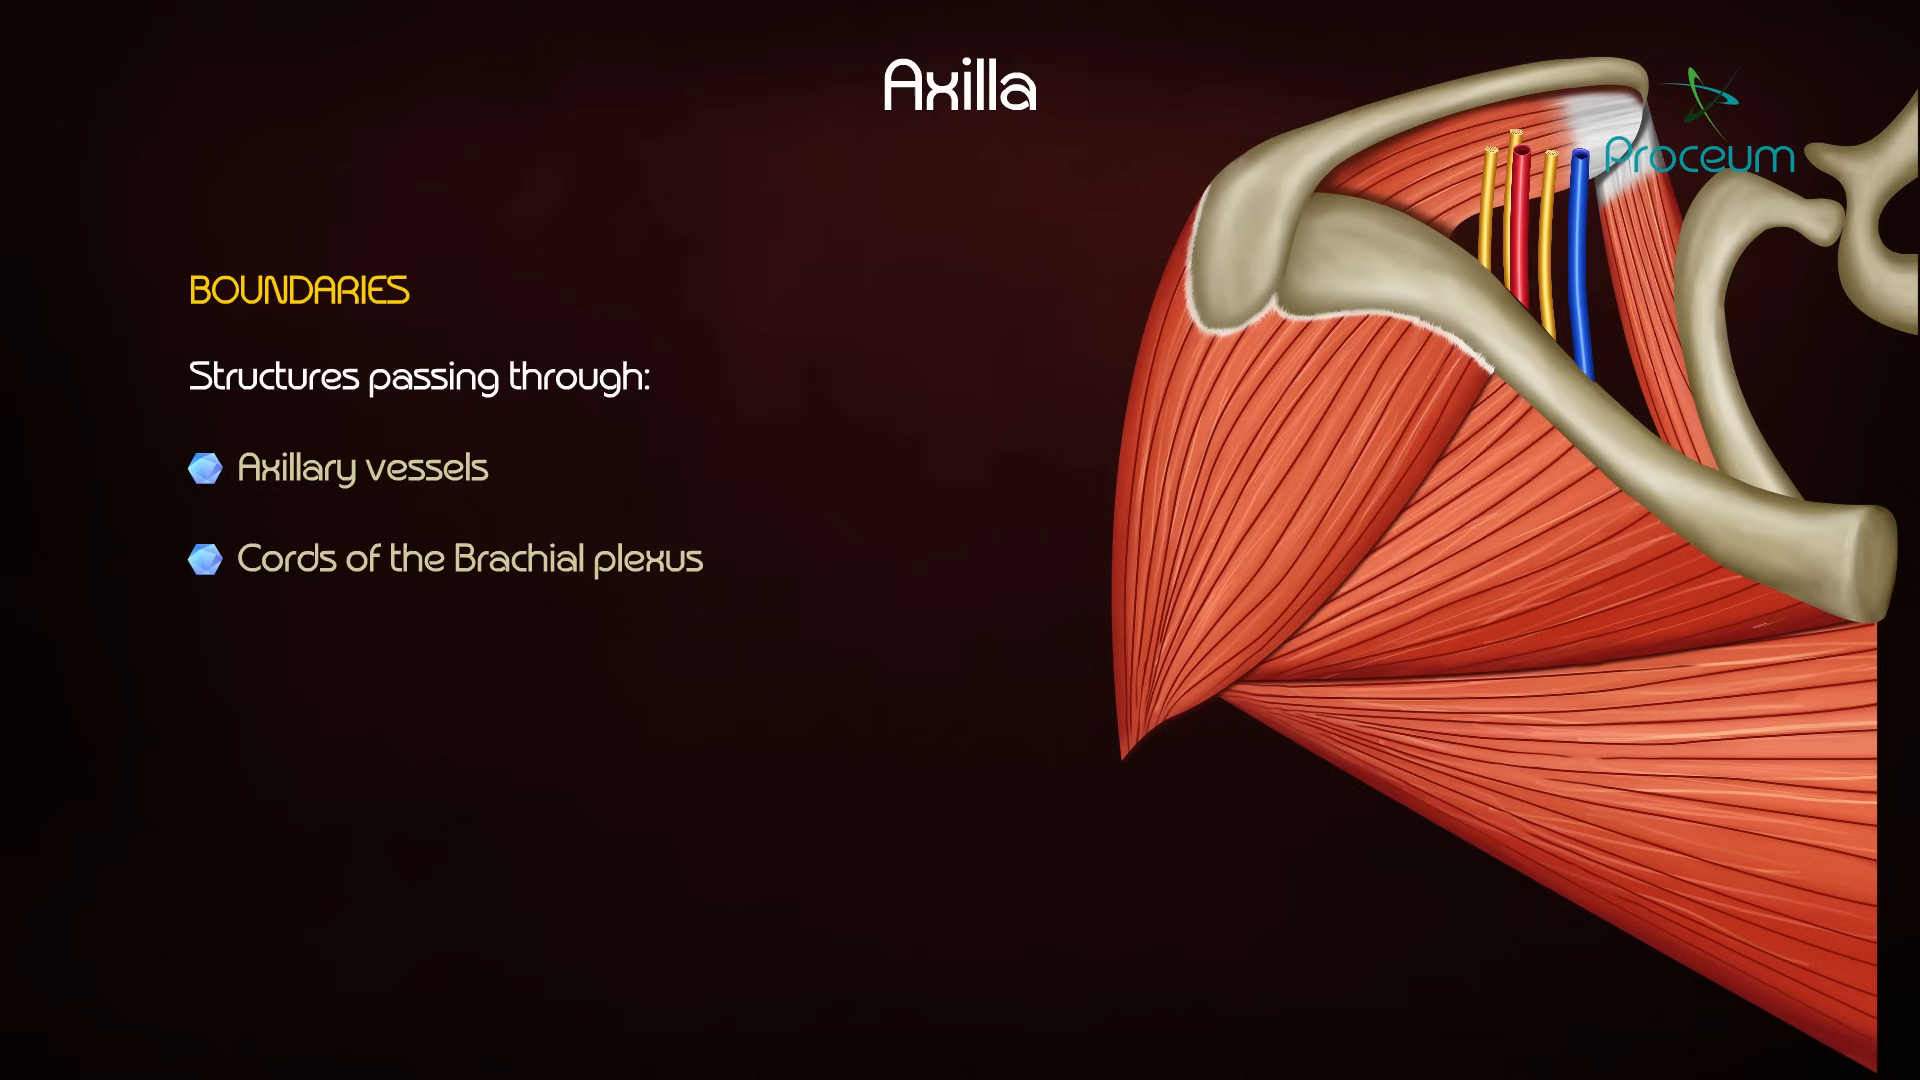 Axilla
Proceum
BOUNDARIES
Structures passing through:
Axillary vessels
Cords of the Brachial plexus